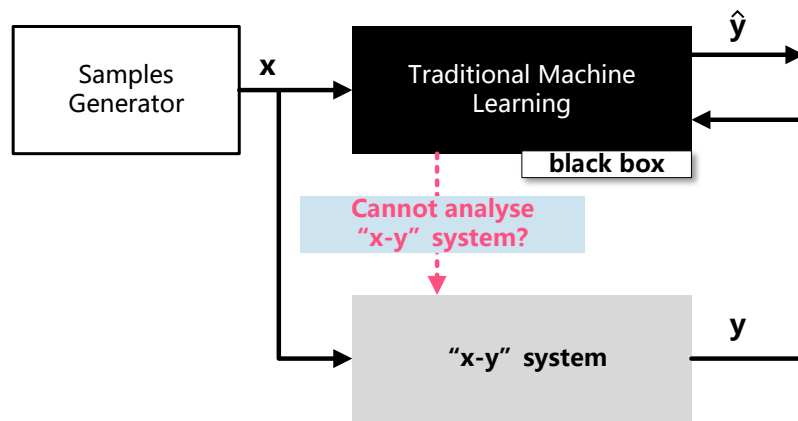 Samples
Generator
x
Traditional Machine
Learning
ŷ
black box
Cannot analyse
“x-y” system?
“x-y” system
y